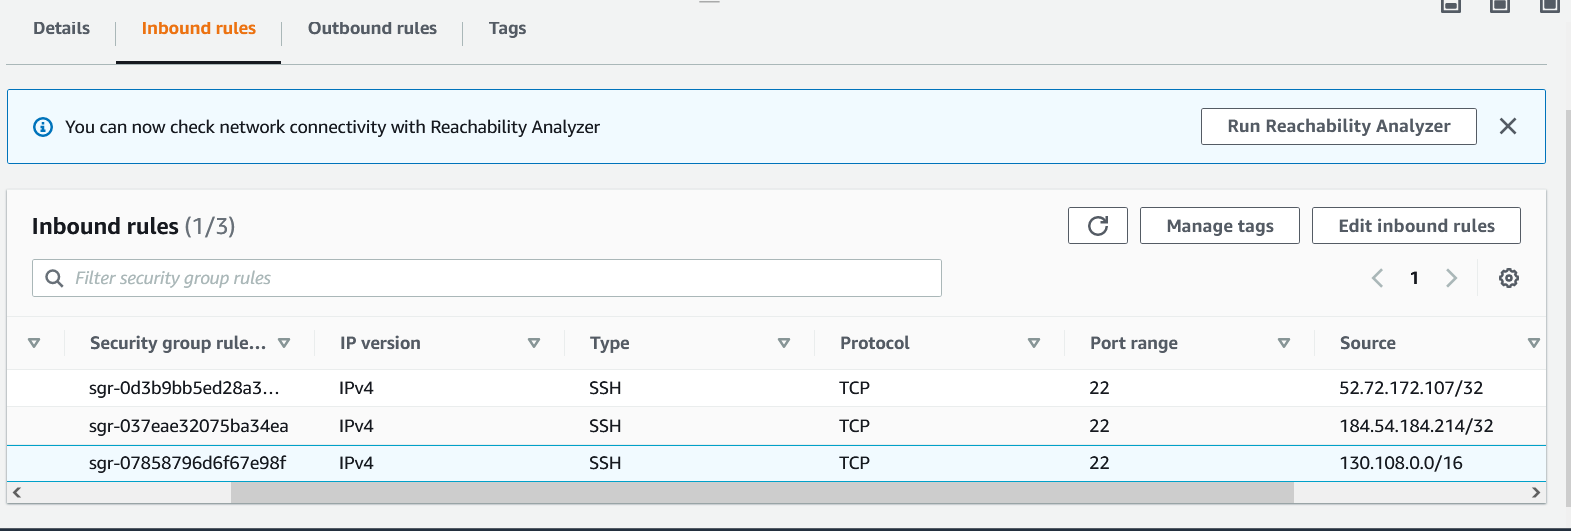 Details Inbound rules Outbound rules Tags
You can now check network connectivity with Reachability Analyzer Run Reachability Analyzer
Inbound rules (1/3) Manage tags Edit inbound rules
Filter security group rules 1
Security group rule... IP version Type Protocol Port range Source
sgr-0d3b9bb5ed28a3... IPv4 SSH TCP 22 52.72.172.107/32
sgr-037eae32075ba34ea IPv4 SSH TCP 22 184.54.184.214/32
sgr-07858796d6f67e98f IPv4 SSH TCP 22 130.108.0.0/16